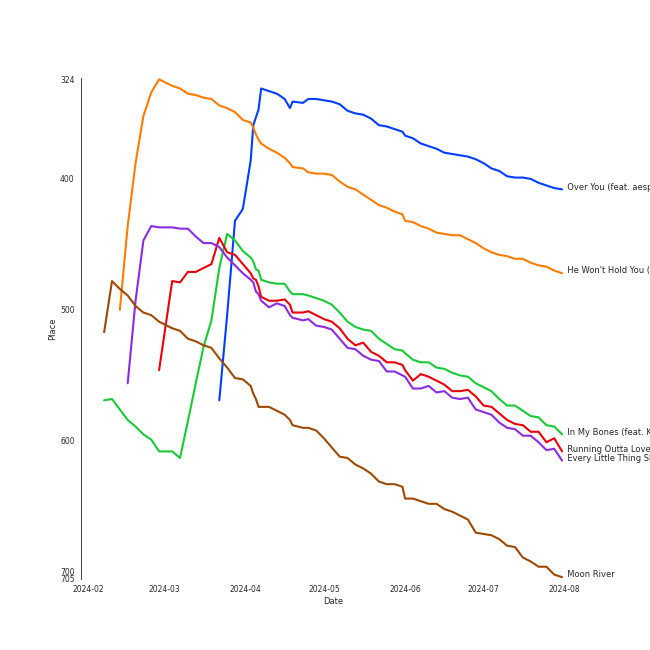 324
400
500
600
700
705
Place
2024-02
2024-03
2024-04
2024-05
2024-06
2024-07
2024-08
Date
Over You (feat. aesp
He Won't Hold You (
In My Bones (feat. K
Running Outta Love
Every Little Thing S
Moon River